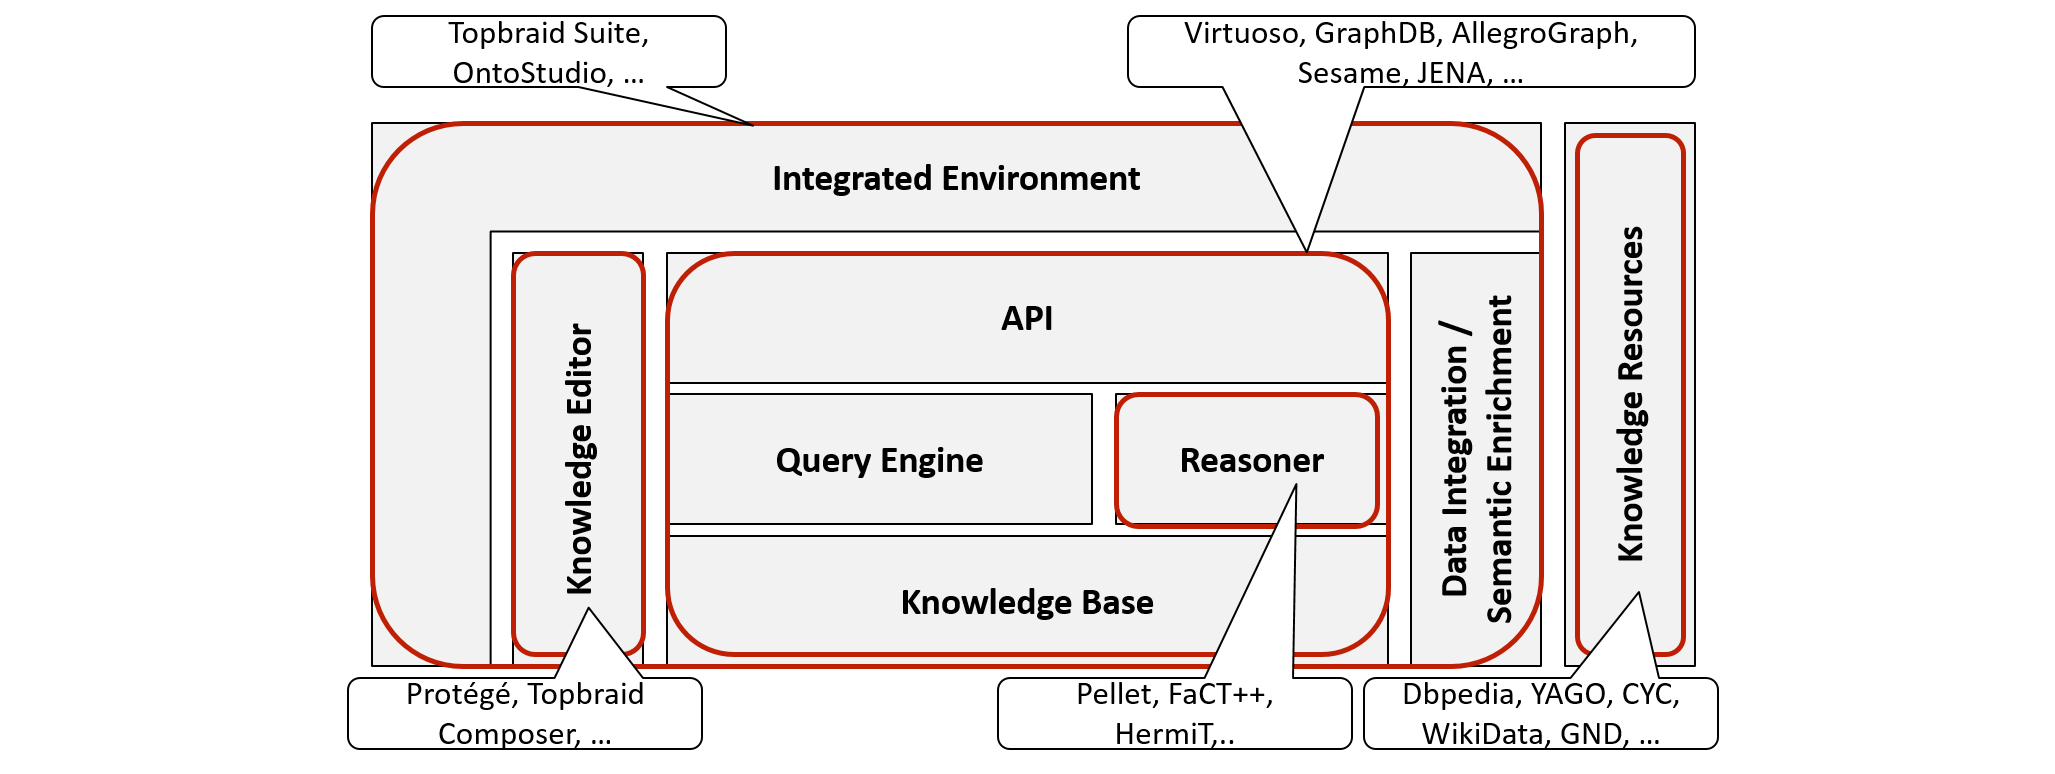 Topbraid Suite,
OntoStudio, ...
Virtuoso, GraphDB, AllegroGraph,
Sesame, JENA, ...
Integrated Environment
Knowledge Editor
API
Query Engine
Reasoner
Knowledge Base
Data Integration /
Semantic Enrichment
Knowledge Resources
Protégé, Topbraid
Composer, ...
Pellet, FaCT++,
HermiT,..
Dbpedia, YAGO, CYC,
WikiData, GND, ...